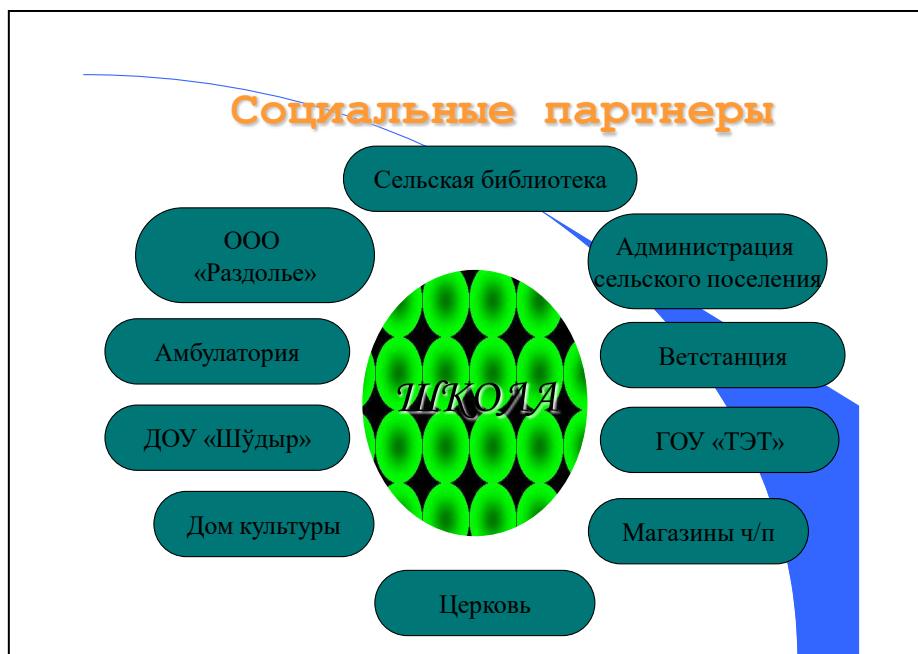 Социальные партнеры
Сельская библиотека
ООО
«Раздолье»
Администрация
сельского поселения
Амбулатория
Ветстанция
ШКОЛА
ДОУ «Шўдыр»
ГОУ «ТЭТ»
Дом культуры
Магазины ч/п
Церковь